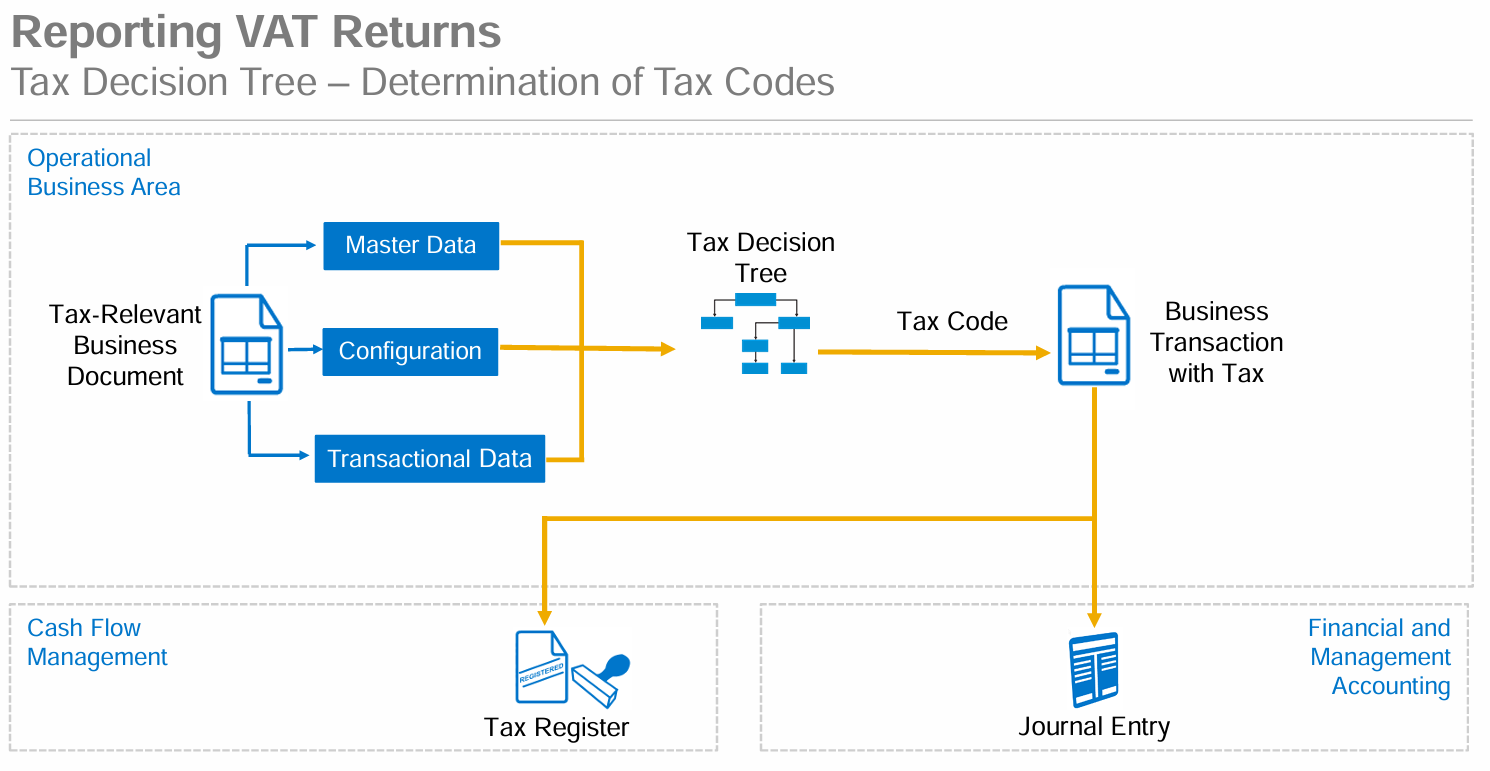 Reporting VAT Returns
Tax Decision Tree – Determination of Tax Codes
Operational
Business Area
Master Data
Tax Decision
Tree
Tax-Relevant
Business
Document
Configuration
Tax Code
Business
Transaction
with Tax
Transactional Data
Cash Flow
Management
REGISTERED
Tax Register
Financial and
Management
Accounting
Journal Entry